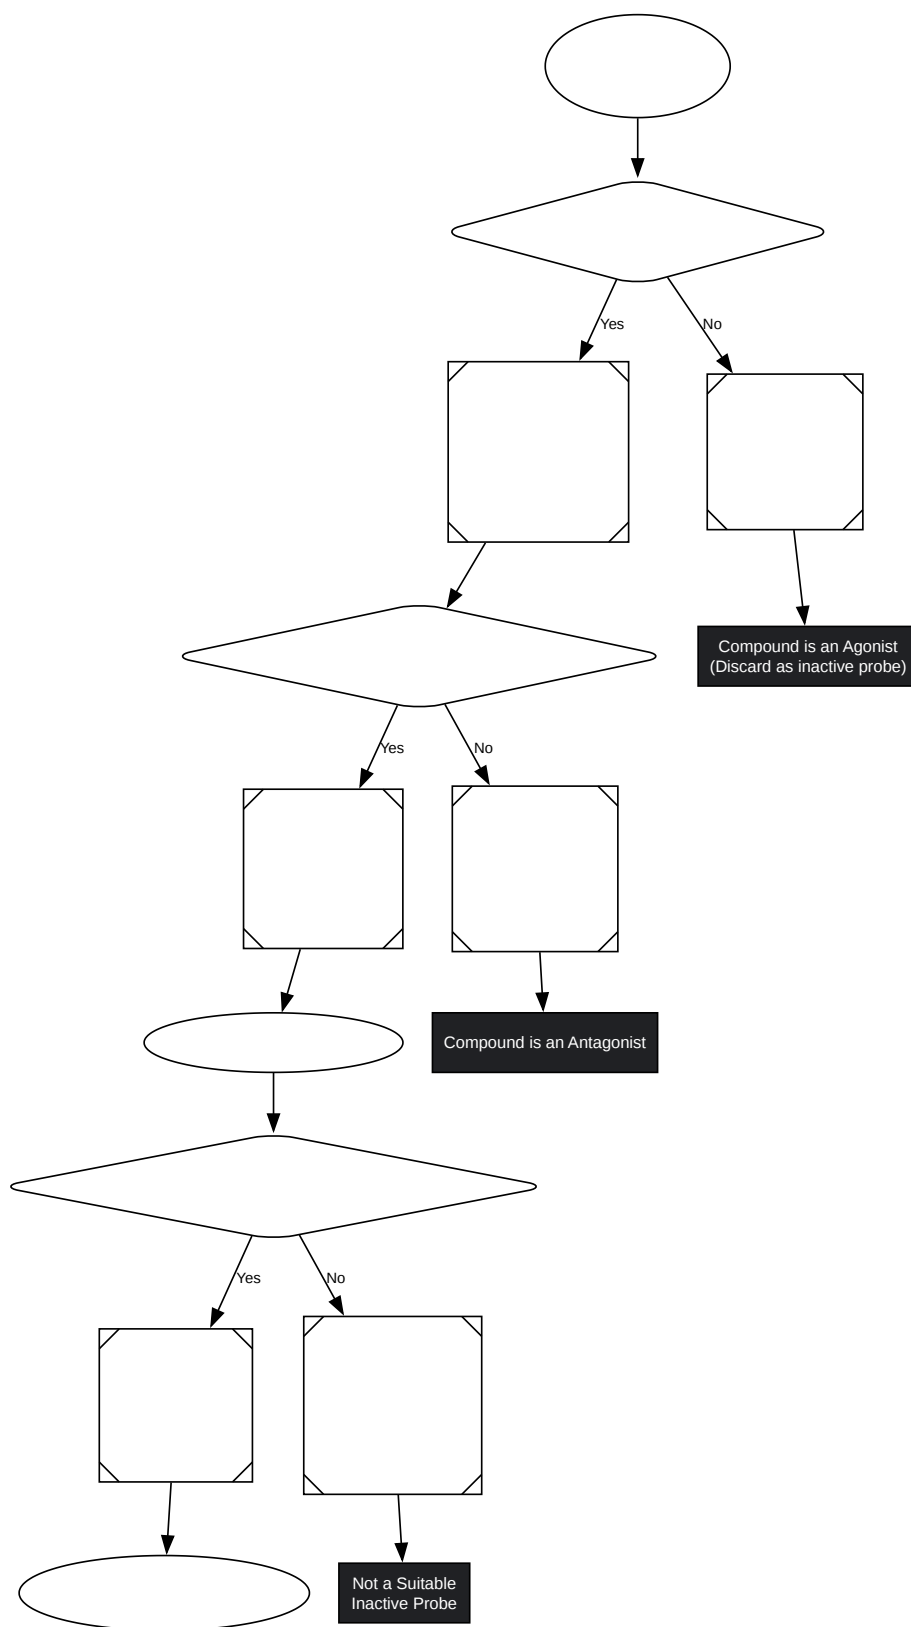 Yes
No
Compound is an Agonist
(Discard as inactive probe)
Yes
No
Compound is an Antagonist
Yes
No
Not a Suitable
Inactive Probe